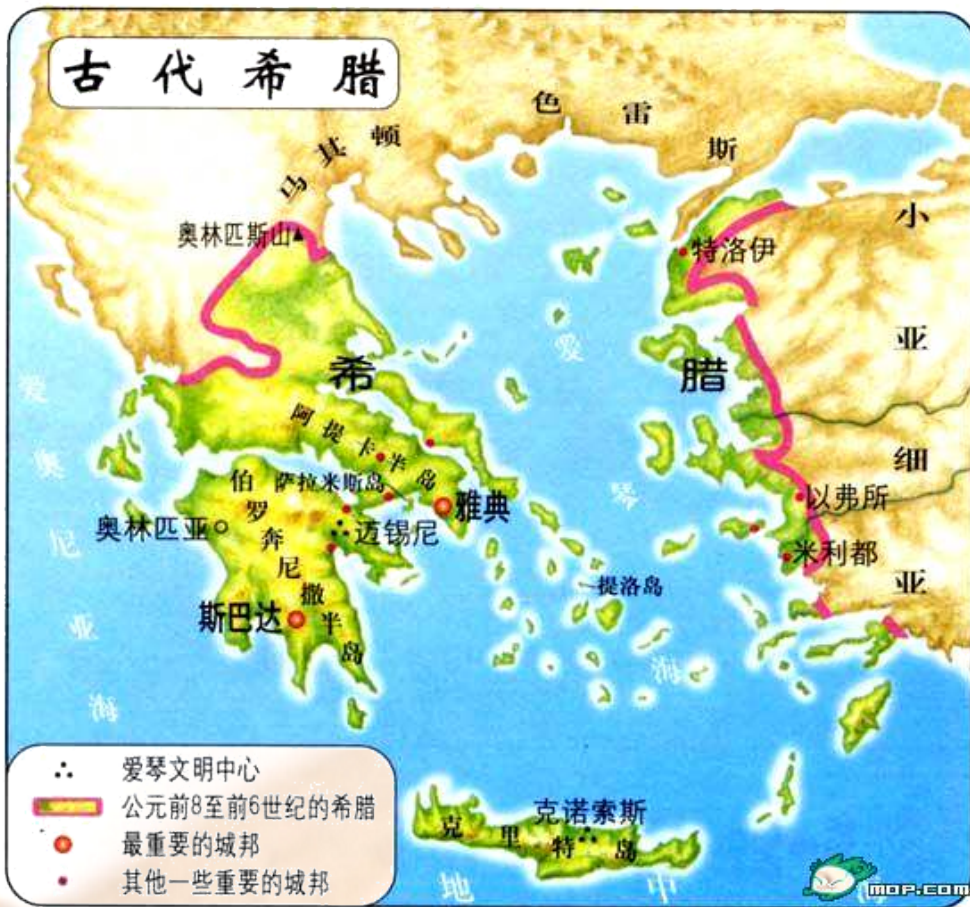 古代希腊
色雷斯
马其顿
奥林匹斯山
小亚细亚
特洛伊
希腊
爱琴海
爱奥尼亚海
阿提卡半岛
伯罗奔尼撒半岛
萨拉米斯岛
雅典
以弗所
奥林匹亚
迈锡尼
米利都
提洛岛
斯巴达
克诺索斯
克里特岛
地中海
爱琴文明中心
公元前8至前6世纪的希腊
最重要的城邦
其他一些重要的城邦
mop.com